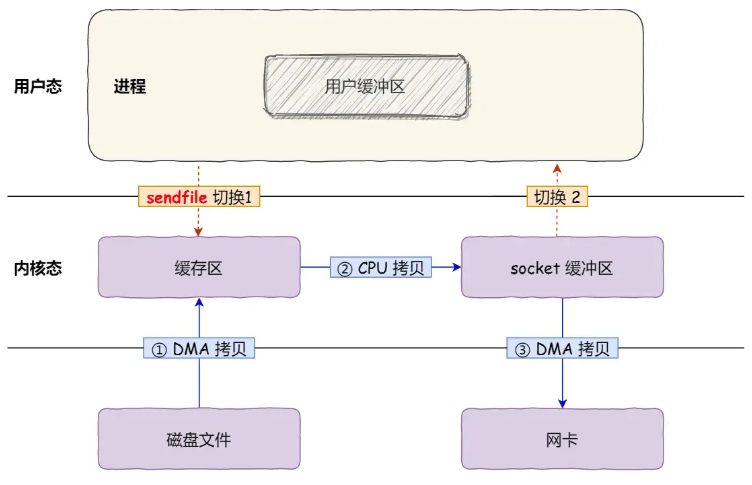 用户态
进程
用户缓冲区
sendfile 切换1
切换 2
内核态
缓存区
② CPU 拷贝
socket 缓冲区
① DMA 拷贝
③ DMA 拷贝
磁盘文件
网卡